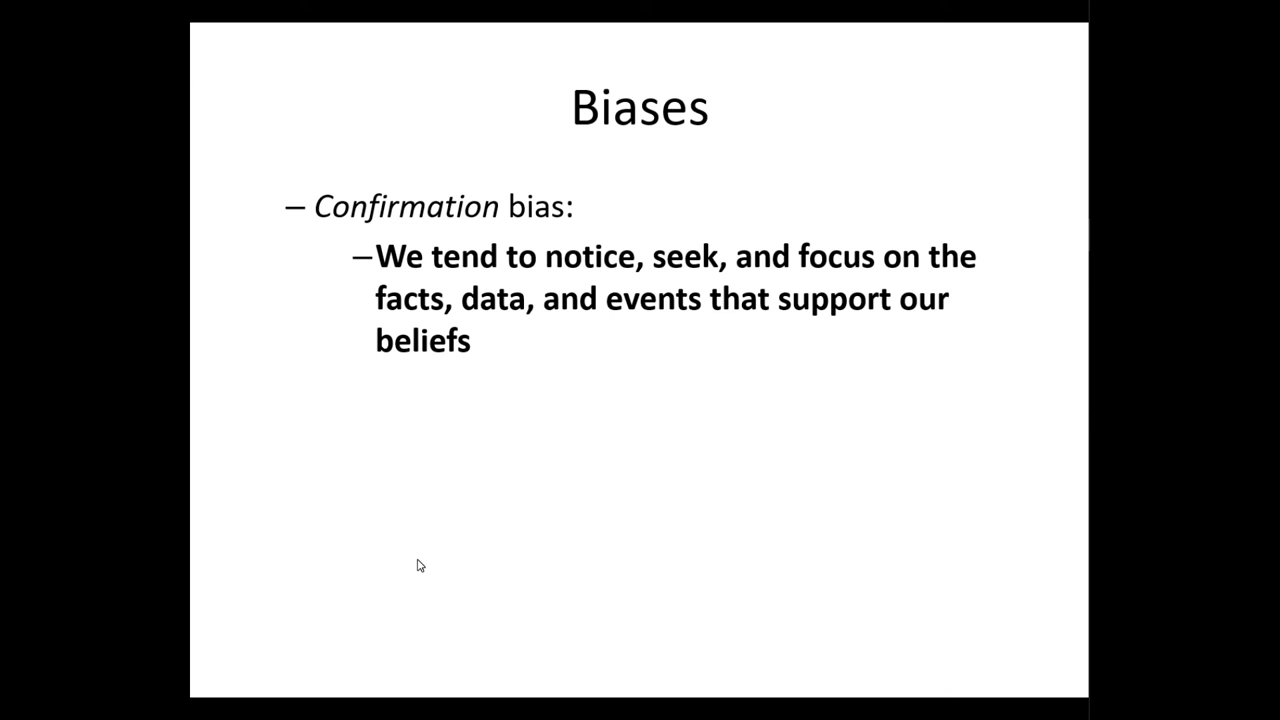 Biases
– Confirmation bias:
–We tend to notice, seek, and focus on the
facts, data, and events that support our
beliefs